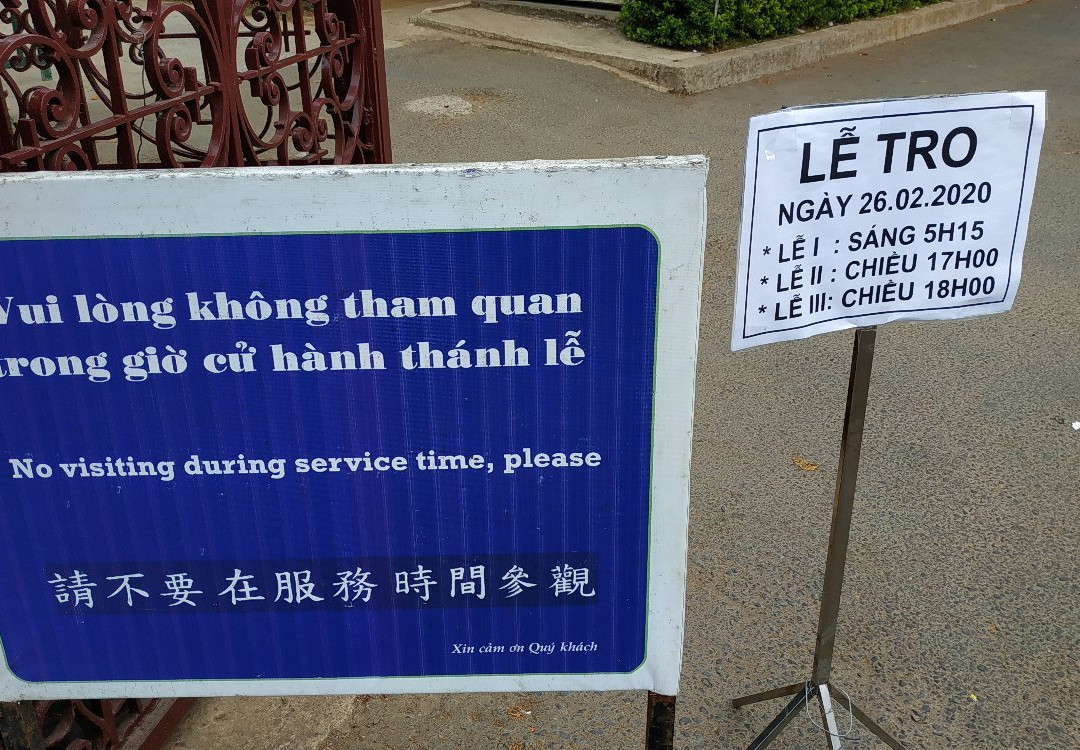 Vui lòng không tham quan
trong giờ cử hành thánh lễ
No visiting during service time, please
請不要在服務時間參觀
Xin cảm ơn Quý khách
LỄ TRO
NGÀY 26.02.2020
* LỄ I : SÁNG 5H15
* LỄ II : CHIỀU 17H00
* LỄ III: CHIỀU 18H00